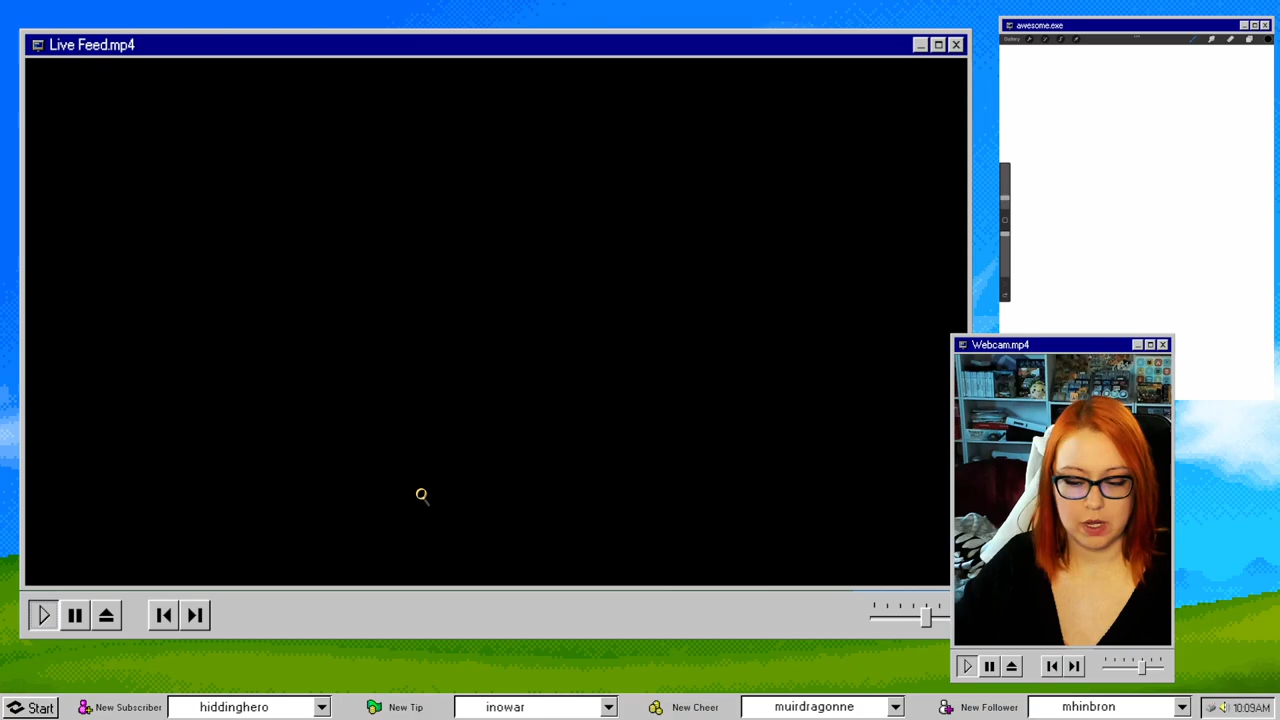 Live Feed.mp4
awesome.exe
Gallery
Webcam.mp4
Start
New Subscriber
hiddinghero
New Tip
inowar
New Cheer
muirdragonne
New Follower
mhinbron
10:09AM